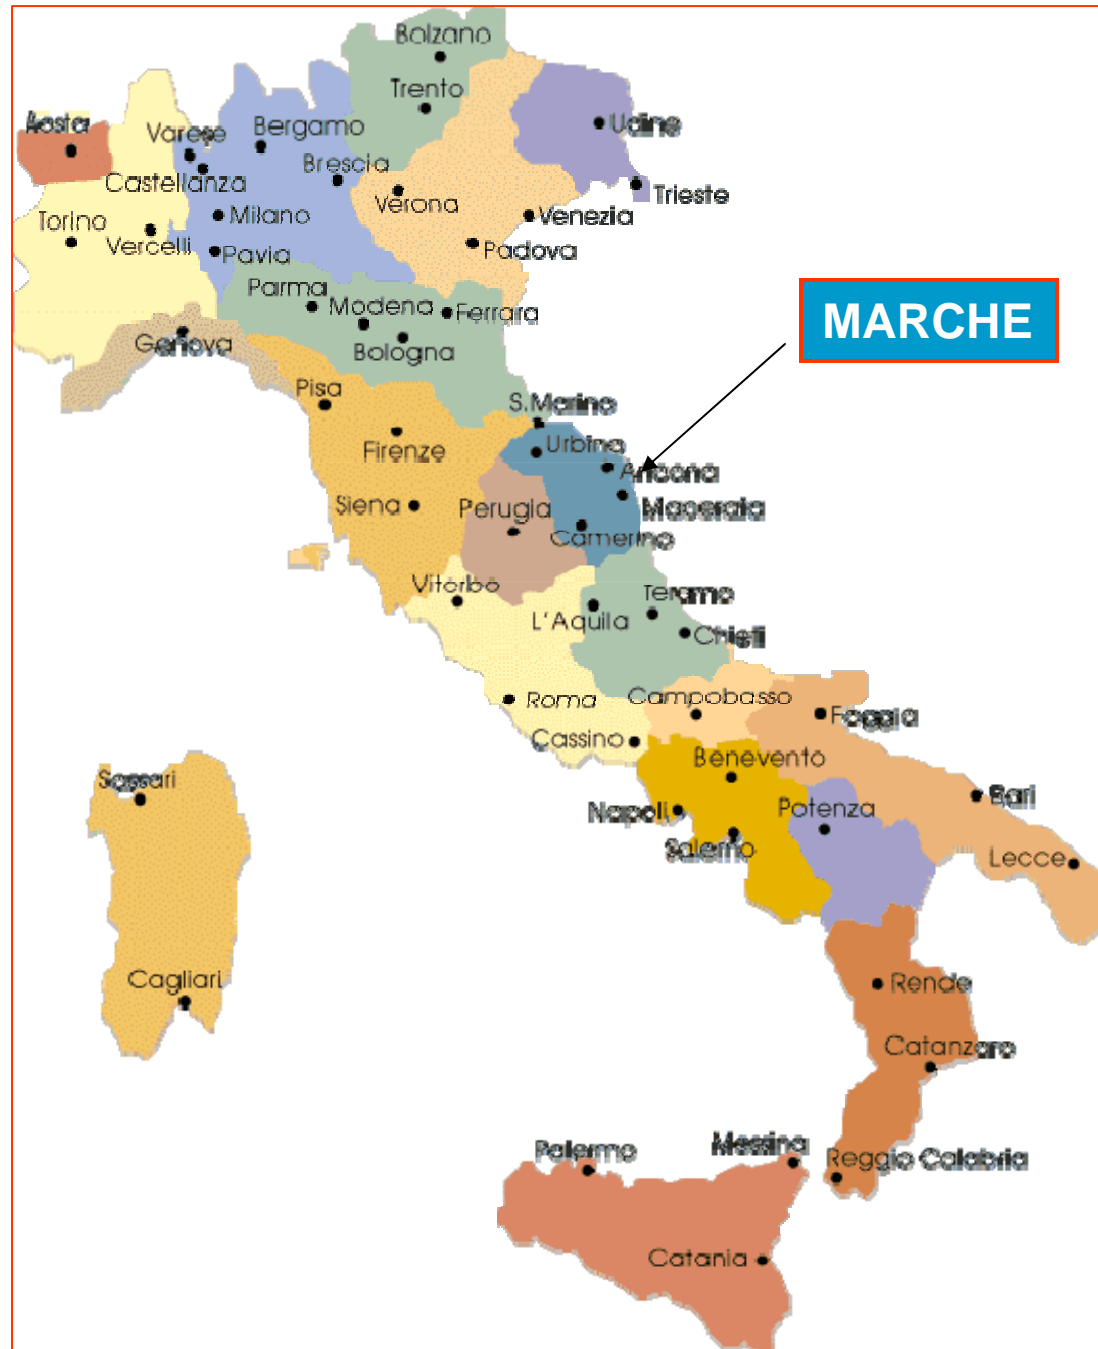 Bolzano
Trento
Aosta
Varese
Bergamo
Udine
Brescia
Castellanza
Verona
Trieste
Torino
Milano
Venezia
Vercelli
Pavia
Padova
Parma
Modena
Ferrara
MARCHE
Genova
Bologna
Pisa
S.Marino
Firenze
Urbino
Ancona
Siena
Perugia
Macerata
Camerino
Viterbo
Teramo
L'Aquila
Chieti
Roma
Campobasso
Foggia
Cassino
Benevento
Sassari
Napoli
Potenza
Bari
Salerno
Lecce
Cagliari
Rende
Catanzaro
Palermo
Messina
Reggio Calabria
Catania